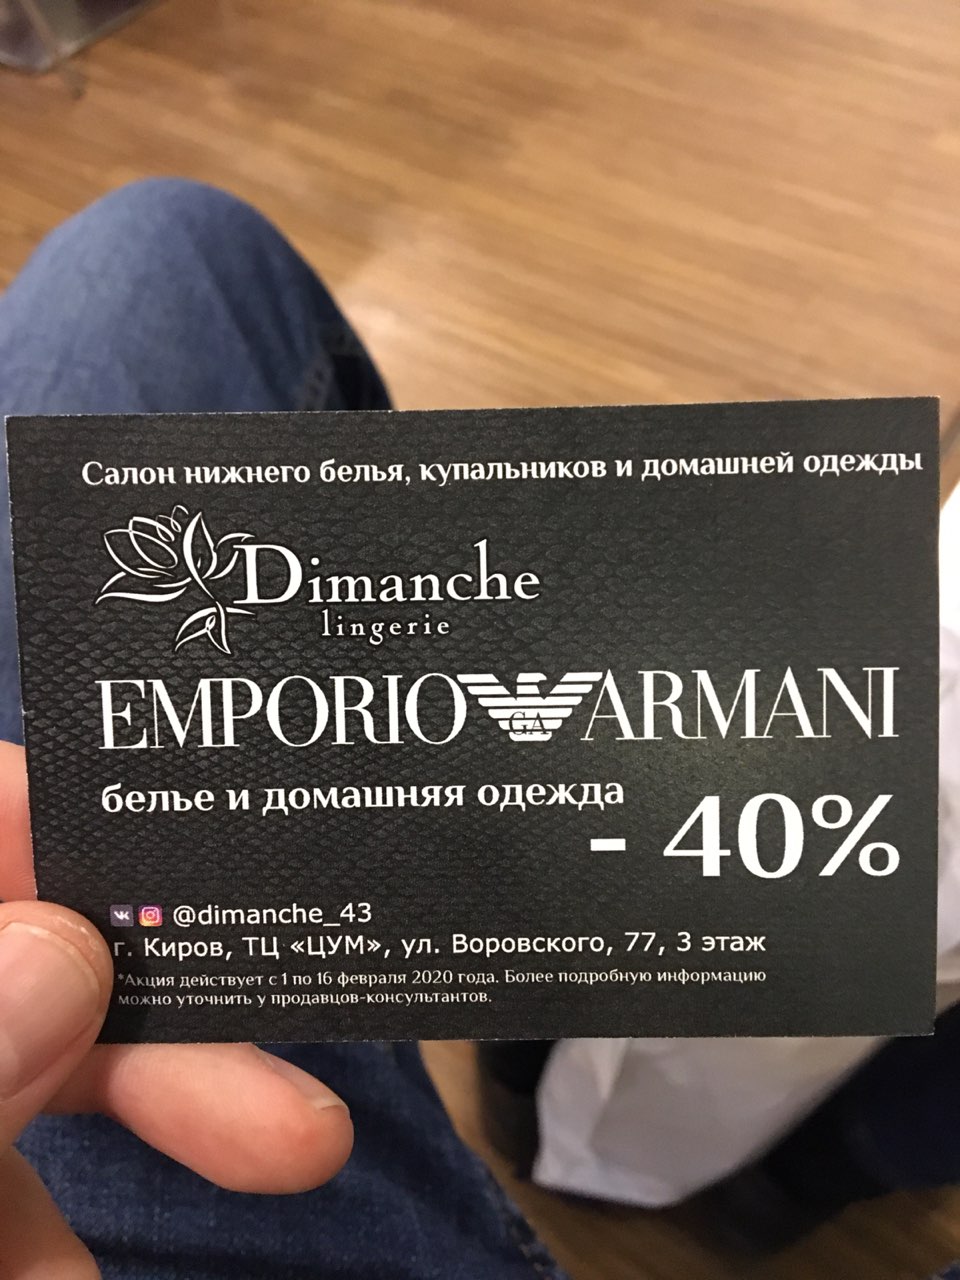 Салон нижнего белья, купальников и домашней одежды
Dimanche
lingerie
EMPORIO GA ARMANI
белье и домашняя одежда
- 40%
@dimanche_43
г. Киров, ТЦ «ЦУМ», ул. Воровского, 77, 3 этаж
*Акция действует с 1 по 16 февраля 2020 года. Более подробную информацию
можно уточнить у продавцов-консультантов.